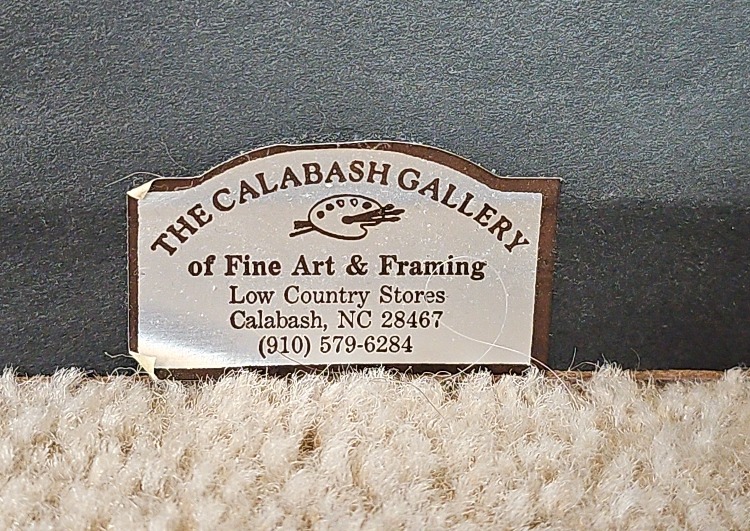 THE CALABASH GALLERY
of Fine Art & Framing
Low Country Stores
Calabash, NC 28467
(910) 579-6284